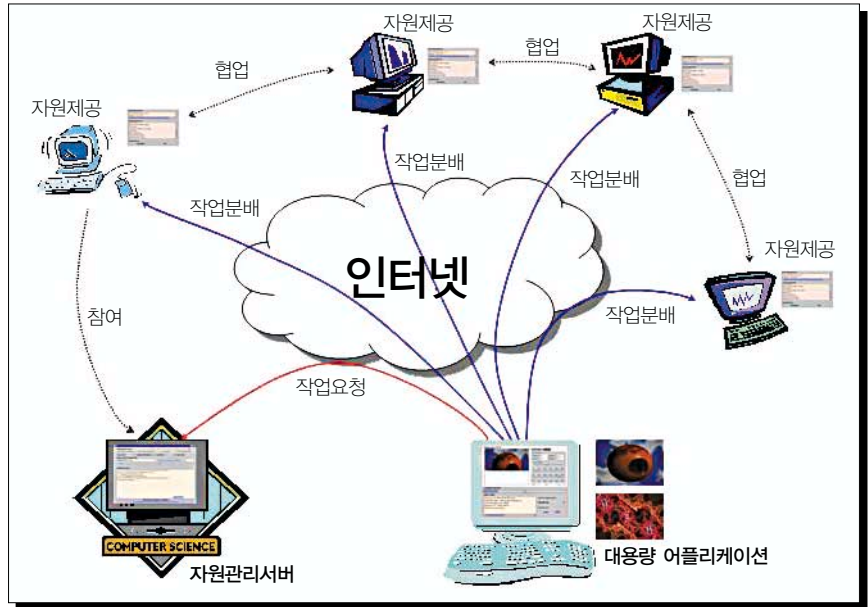 자원제공
협업
자원제공
협업
자원제공
작업분배
작업분배
협업
작업분배
자원제공
인터넷
작업분배
참여
작업요청
COMPUTER SCIENCE
자원관리서버
대용량 어플리케이션